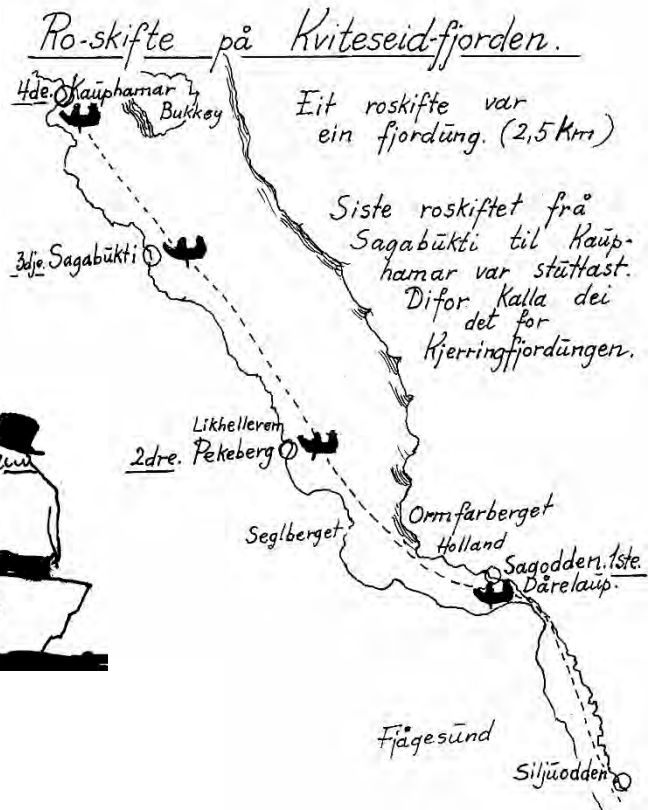 Ro-skifte på Kviteseid-fjorden.
Eit roskifte var
ein fjordung. (2,5 Km)
4de. Kauphamar
Bukkøy
Siste roskiftet frå
Sagabukti til Kaup-
hamar var stuttast.
Difor Kalla dei
det for
Kjerringfjordungen.
3dje. Sagabukti
Likhelleren
2dre. Pekeberg
Seglberget
Ormfarberget
Holland
Sagodden. 1ste.
Dårelaup.
Fjågesund
Siljuodden